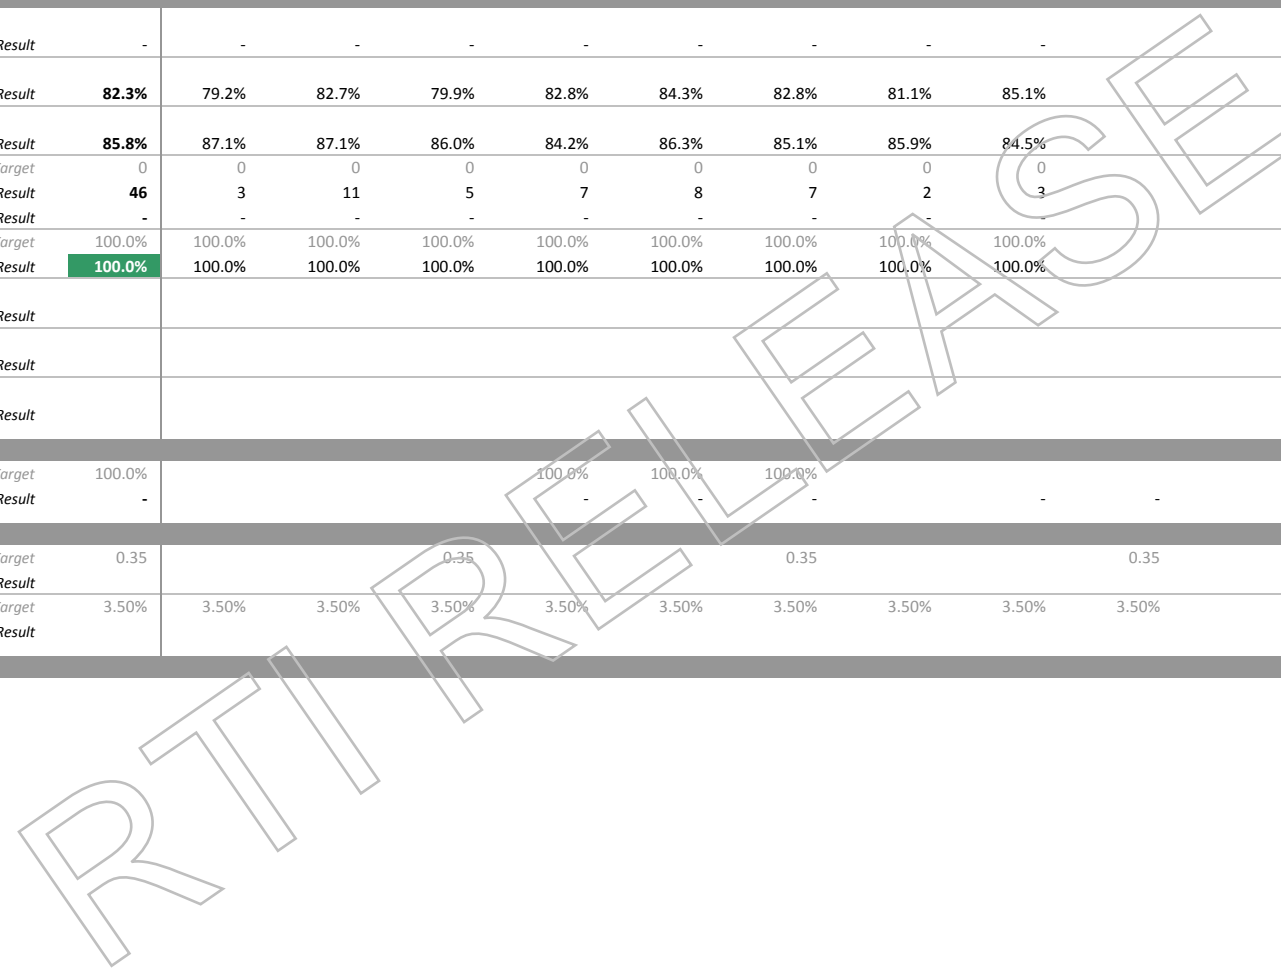 Result - - - - - - - - -
Result 82.3% 79.2% 82.7% 79.9% 82.8% 84.3% 82.8% 81.1% 85.1%
Result 85.8% 87.1% 87.1% 86.0% 84.2% 86.3% 85.1% 85.9% 84.5%
arget 0 0 0 0 0 0 0 0 0
Result 46 3 11 5 7 8 7 2 3
Result - - - - - - - - -
arget 100.0% 100.0% 100.0% 100.0% 100.0% 100.0% 100.0% 100.0% 100.0%
Result 100.0% 100.0% 100.0% 100.0% 100.0% 100.0% 100.0% 100.0% 100.0%
Result
Result
Result
arget 100.0% 100.0% 100.0% 100.0%
Result - - - - - -
arget 0.35 0.35 0.35 0.35
Result
arget 3.50% 3.50% 3.50% 3.50% 3.50% 3.50% 3.50% 3.50% 3.50% 3.50%
Result
RTI RELEASE